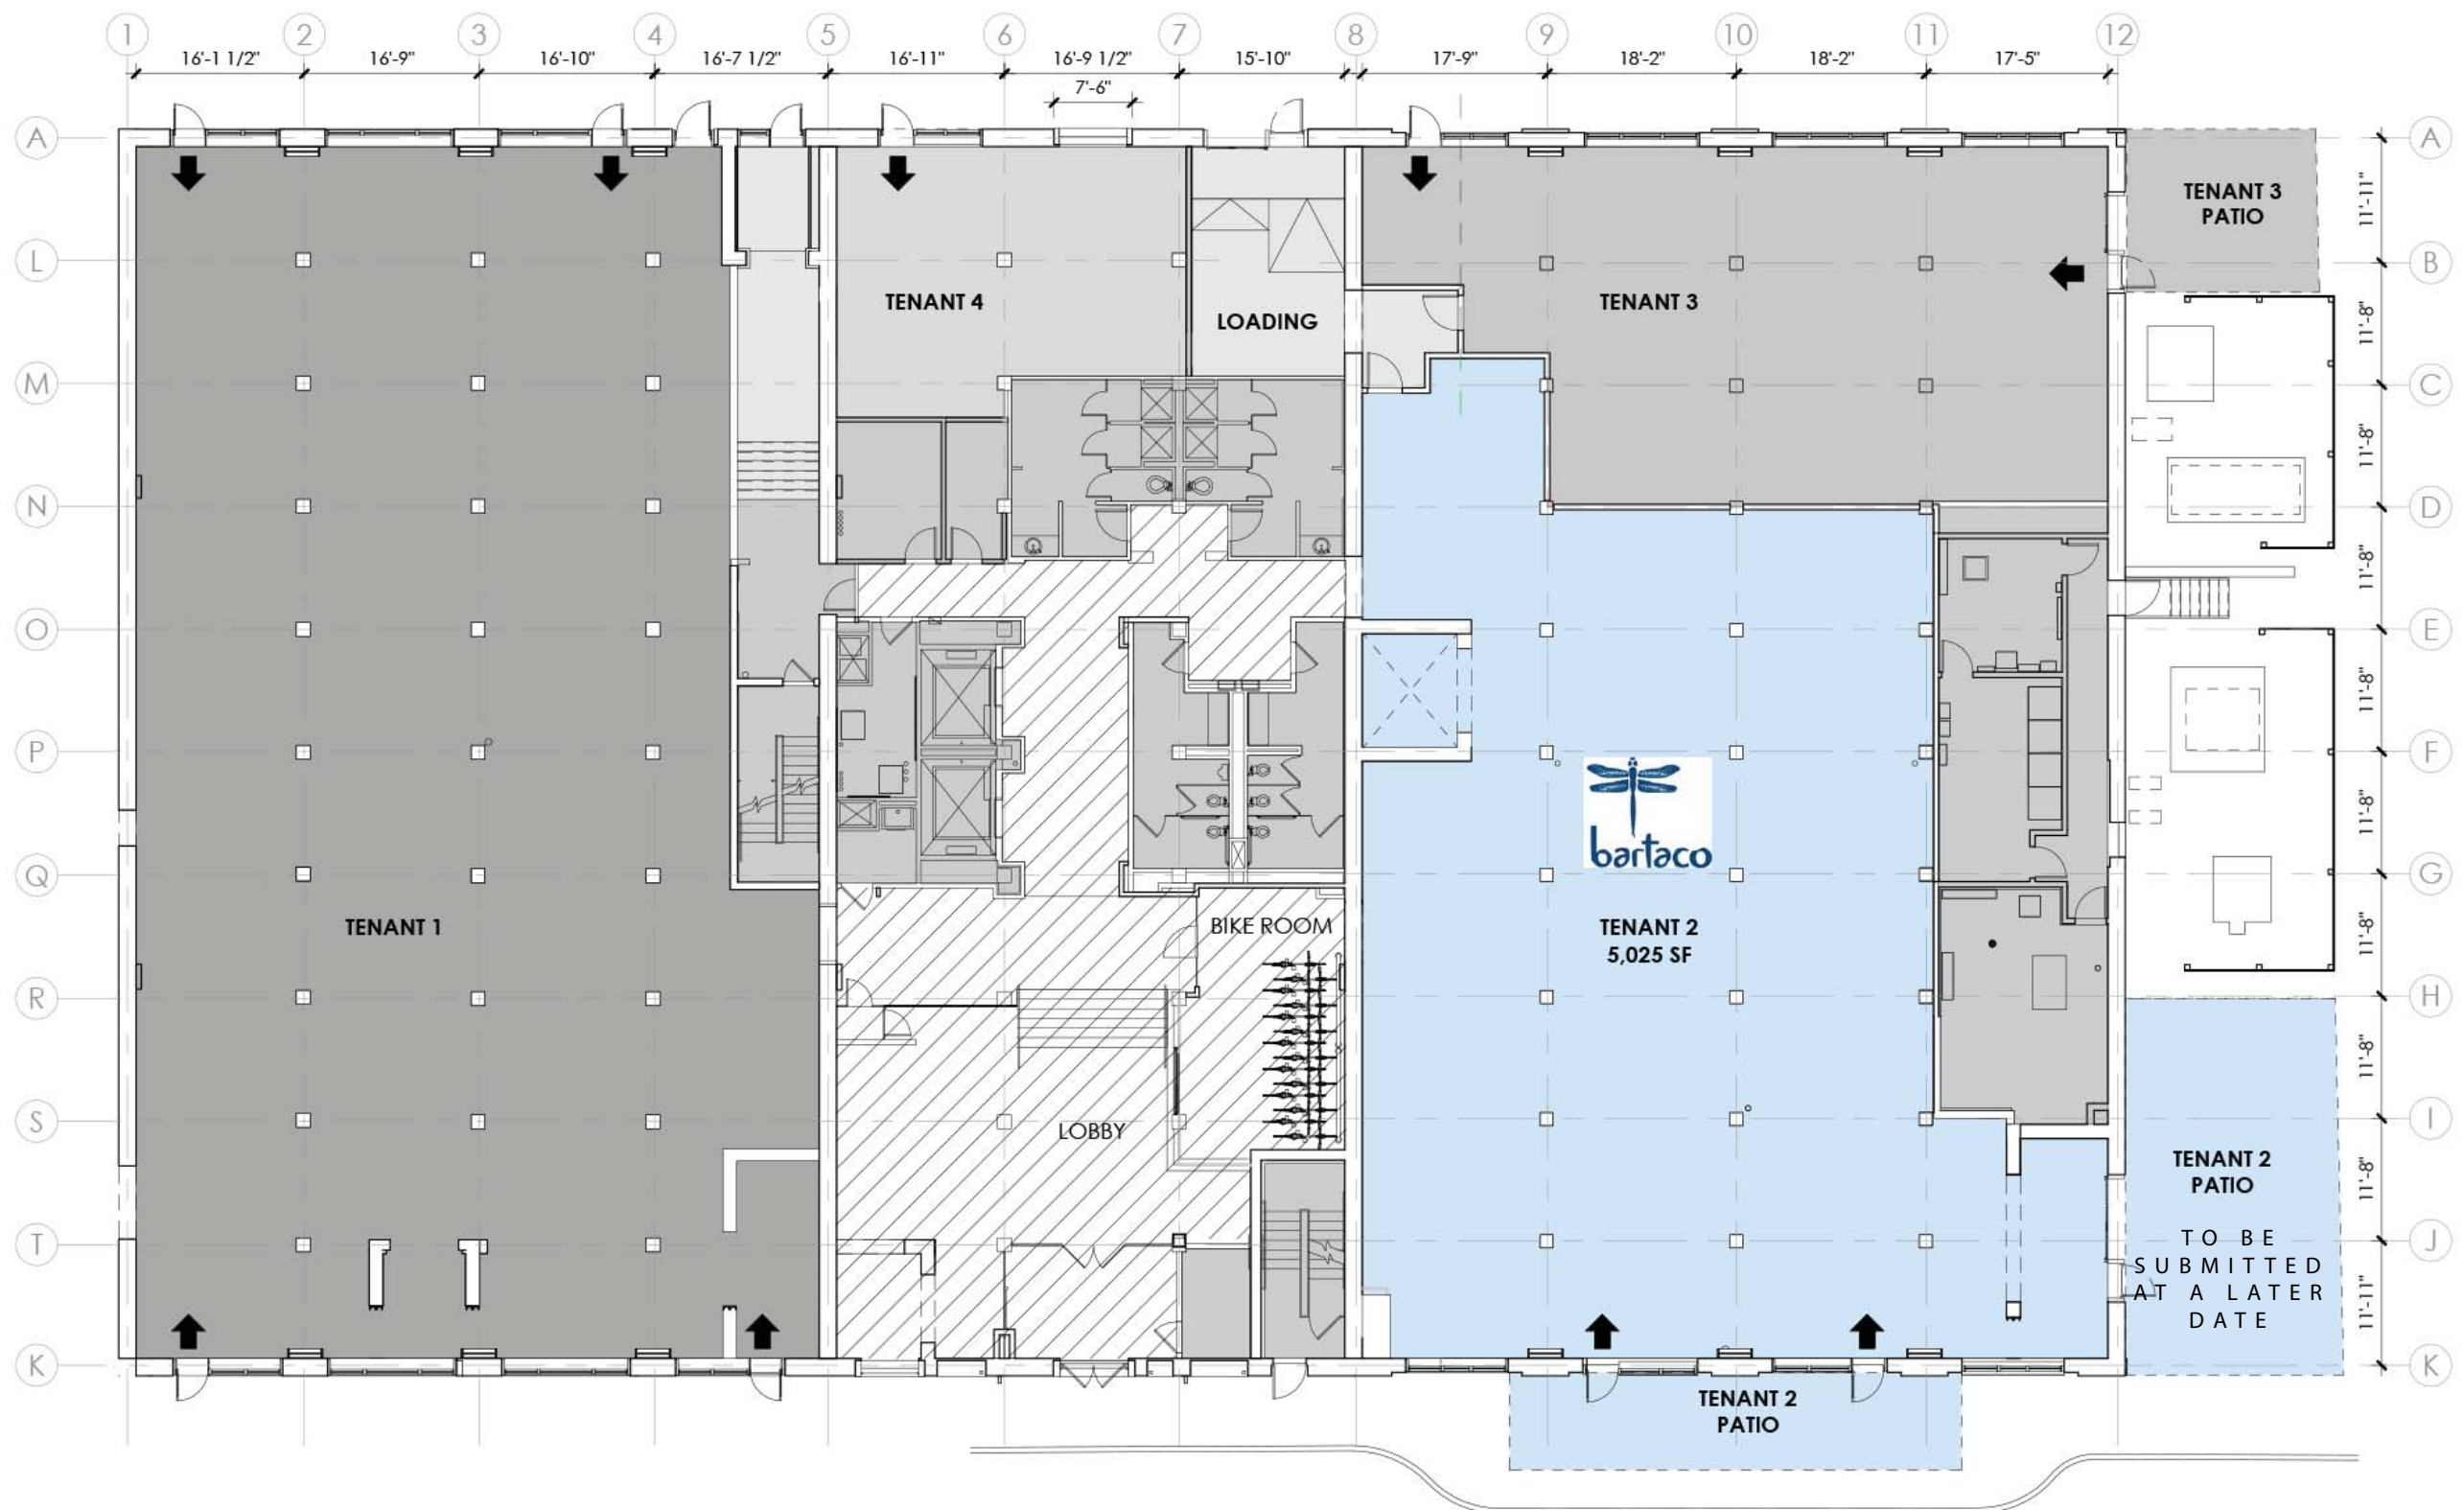 1 2 3 4 5 6 7 8 9 10 11 12
16'-1 1/2" 16'-9" 16'-10" 16'-7 1/2" 16'-11" 16'-9 1/2" 15'-10" 17'-9" 18'-2" 18'-2" 17'-5"
7'-6"
A A
TENANT 3
PATIO
11'-11"
L B
TENANT 4
TENANT 3
LOADING
11'-8"
M C
11'-8"
N D
11'-8"
O E
11'-8"
P F
bartaco
11'-8"
Q G
TENANT 1
BIKE ROOM
TENANT 2
5,025 SF
11'-8"
R H
11'-8"
S I
LOBBY
TENANT 2
PATIO
11'-8"
T J
TO BE
SUBMITTED
AT A LATER
DATE
11'-11"
K K
TENANT 2
PATIO